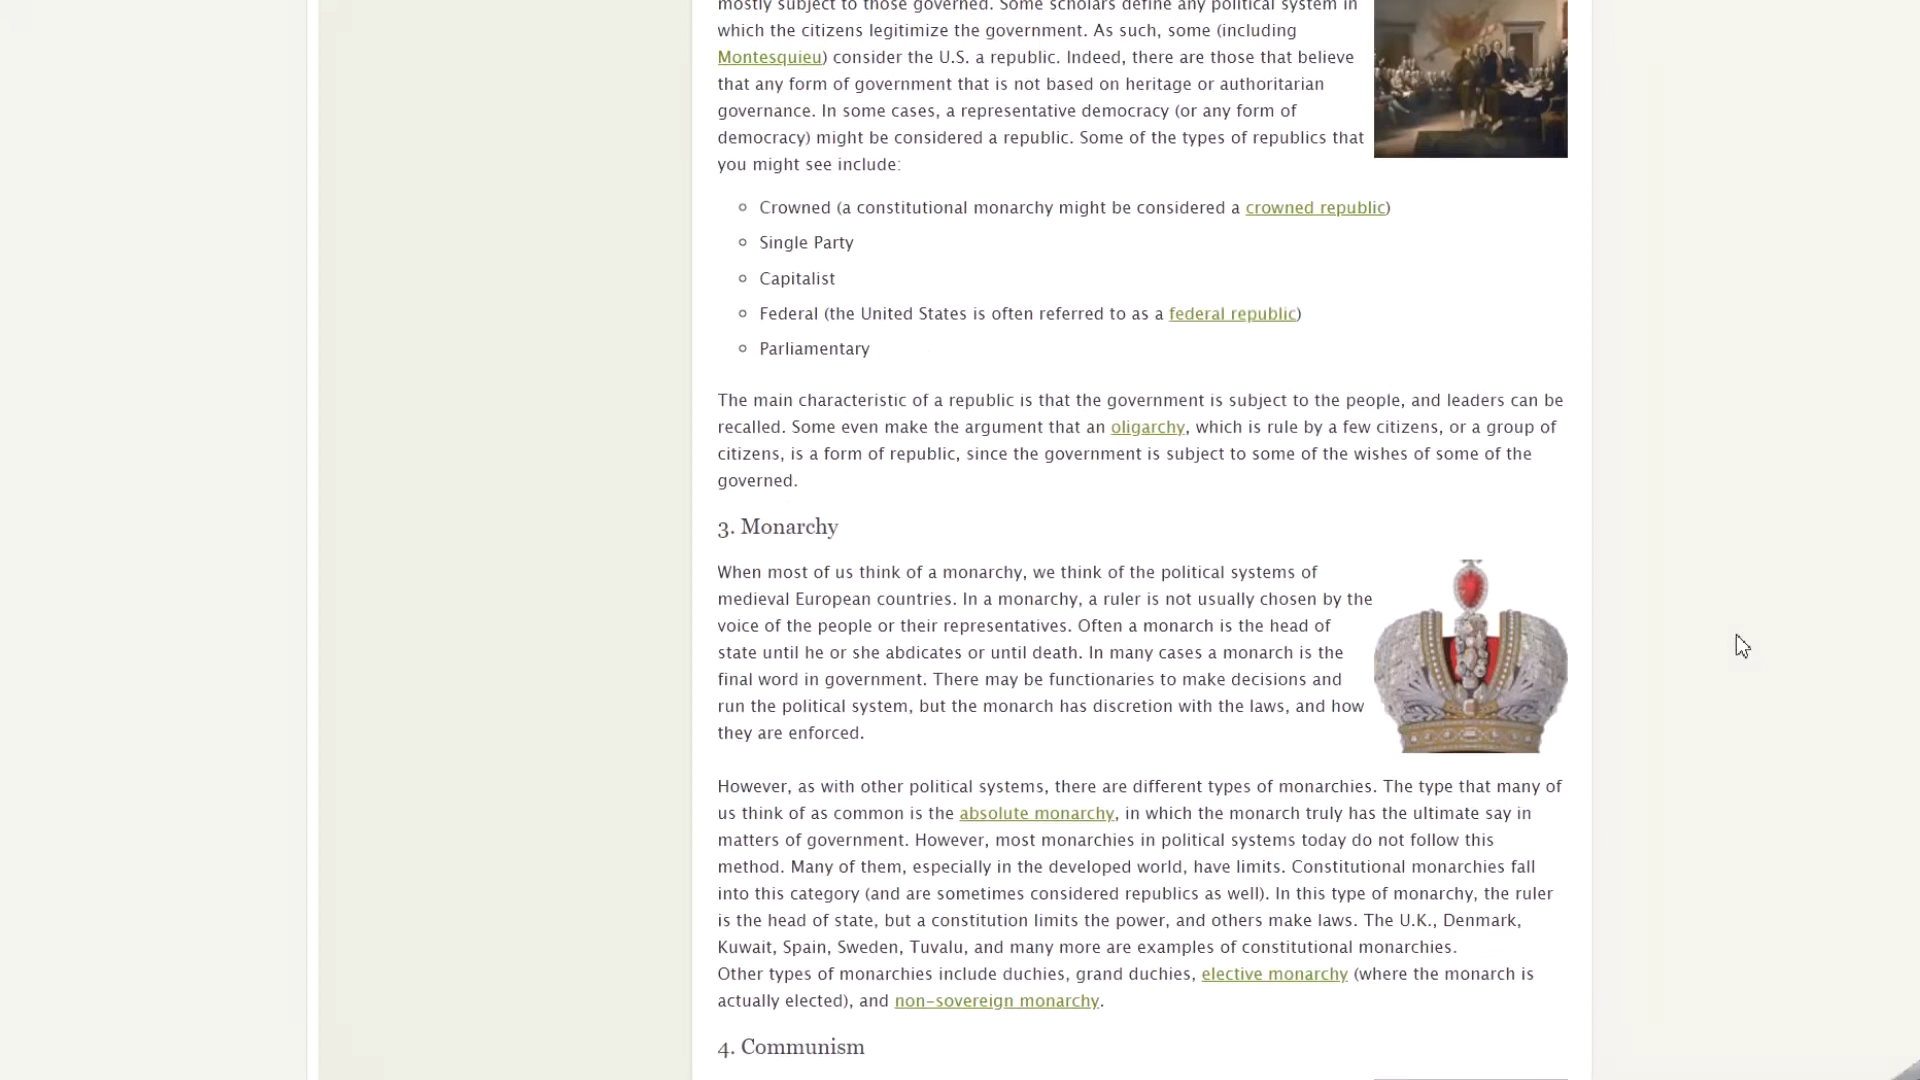 mostly subject to those governed. Some scholars define any political system in
which the citizens legitimize the government. As such, some (including
Montesquieu) consider the U.S. a republic. Indeed, there are those that believe
that any form of government that is not based on heritage or authoritarian
governance. In some cases, a representative democracy (or any form of
democracy) might be considered a republic. Some of the types of republics that
you might see include:
Crowned (a constitutional monarchy might be considered a crowned republic)
Single Party
Capitalist
Federal (the United States is often referred to as a federal republic)
Parliamentary
The main characteristic of a republic is that the government is subject to the people, and leaders can be
recalled. Some even make the argument that an oligarchy, which is rule by a few citizens, or a group of
citizens, is a form of republic, since the government is subject to some of the wishes of some of the
governed.
3. Monarchy
When most of us think of a monarchy, we think of the political systems of
medieval European countries. In a monarchy, a ruler is not usually chosen by the
voice of the people or their representatives. Often a monarch is the head of
state until he or she abdicates or until death. In many cases a monarch is the
final word in government. There may be functionaries to make decisions and
run the political system, but the monarch has discretion with the laws, and how
they are enforced.
However, as with other political systems, there are different types of monarchies. The type that many of
us think of as common is the absolute monarchy, in which the monarch truly has the ultimate say in
matters of government. However, most monarchies in political systems today do not follow this
method. Many of them, especially in the developed world, have limits. Constitutional monarchies fall
into this category (and are sometimes considered republics as well). In this type of monarchy, the ruler
is the head of state, but a constitution limits the power, and others make laws. The U.K., Denmark,
Kuwait, Spain, Sweden, Tuvalu, and many more are examples of constitutional monarchies.
Other types of monarchies include duchies, grand duchies, elective monarchy (where the monarch is
actually elected), and non-sovereign monarchy.
4. Communism